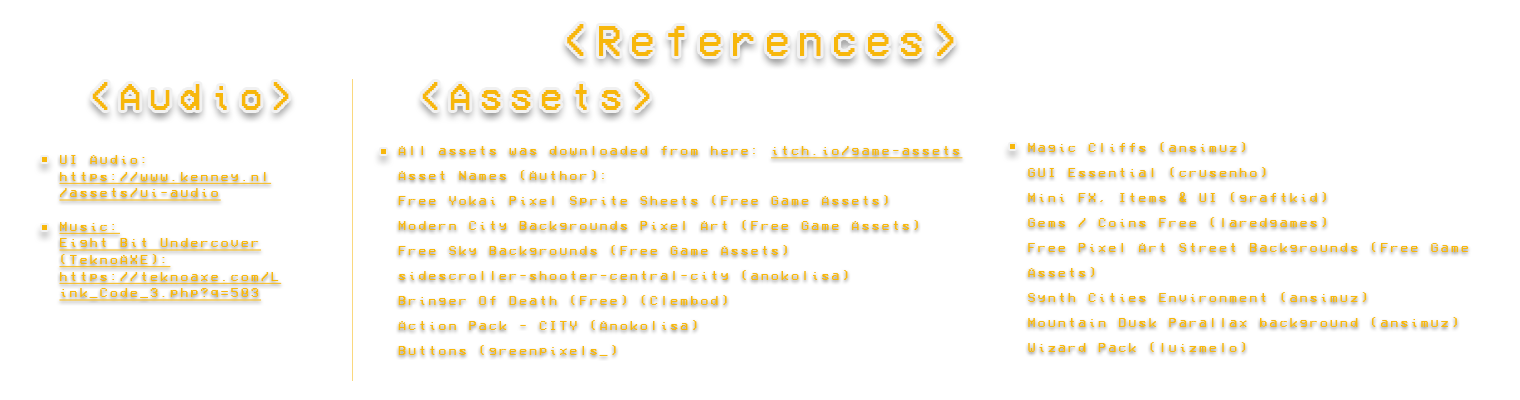 <References>
<Audio>
UI Audio:
https://www.kenney.nl
/assets/ui-audio
Music:
Eight Bit Undercover
(TeknoAXE):
https://teknoaxe.com/L
ink_Code_3.php?q=503
<Assets>
All assets was downloaded from here: itch.io/game-assets
Asset Names (Author):
Free Yokai Pixel Sprite Sheets (Free Game Assets)
Modern City Backgrounds Pixel Art (Free Game Assets)
Free Sky Backgrounds (Free Game Assets)
sidescroller-shooter-central-city (anokolisa)
Bringer Of Death (Free) (Clembod)
Action Pack - CITY (Anokolisa)
Buttons (greenpixels_)
Magic Cliffs (ansimuz)
GUI Essential (crusenho)
Mini FX, Items & UI (graftkid)
Gems / Coins Free (laredgames)
Free Pixel Art Street Backgrounds (Free Game
Assets)
Synth Cities Environment (ansimuz)
Mountain Dusk Parallax background (ansimuz)
Wizard Pack (luizmelo)